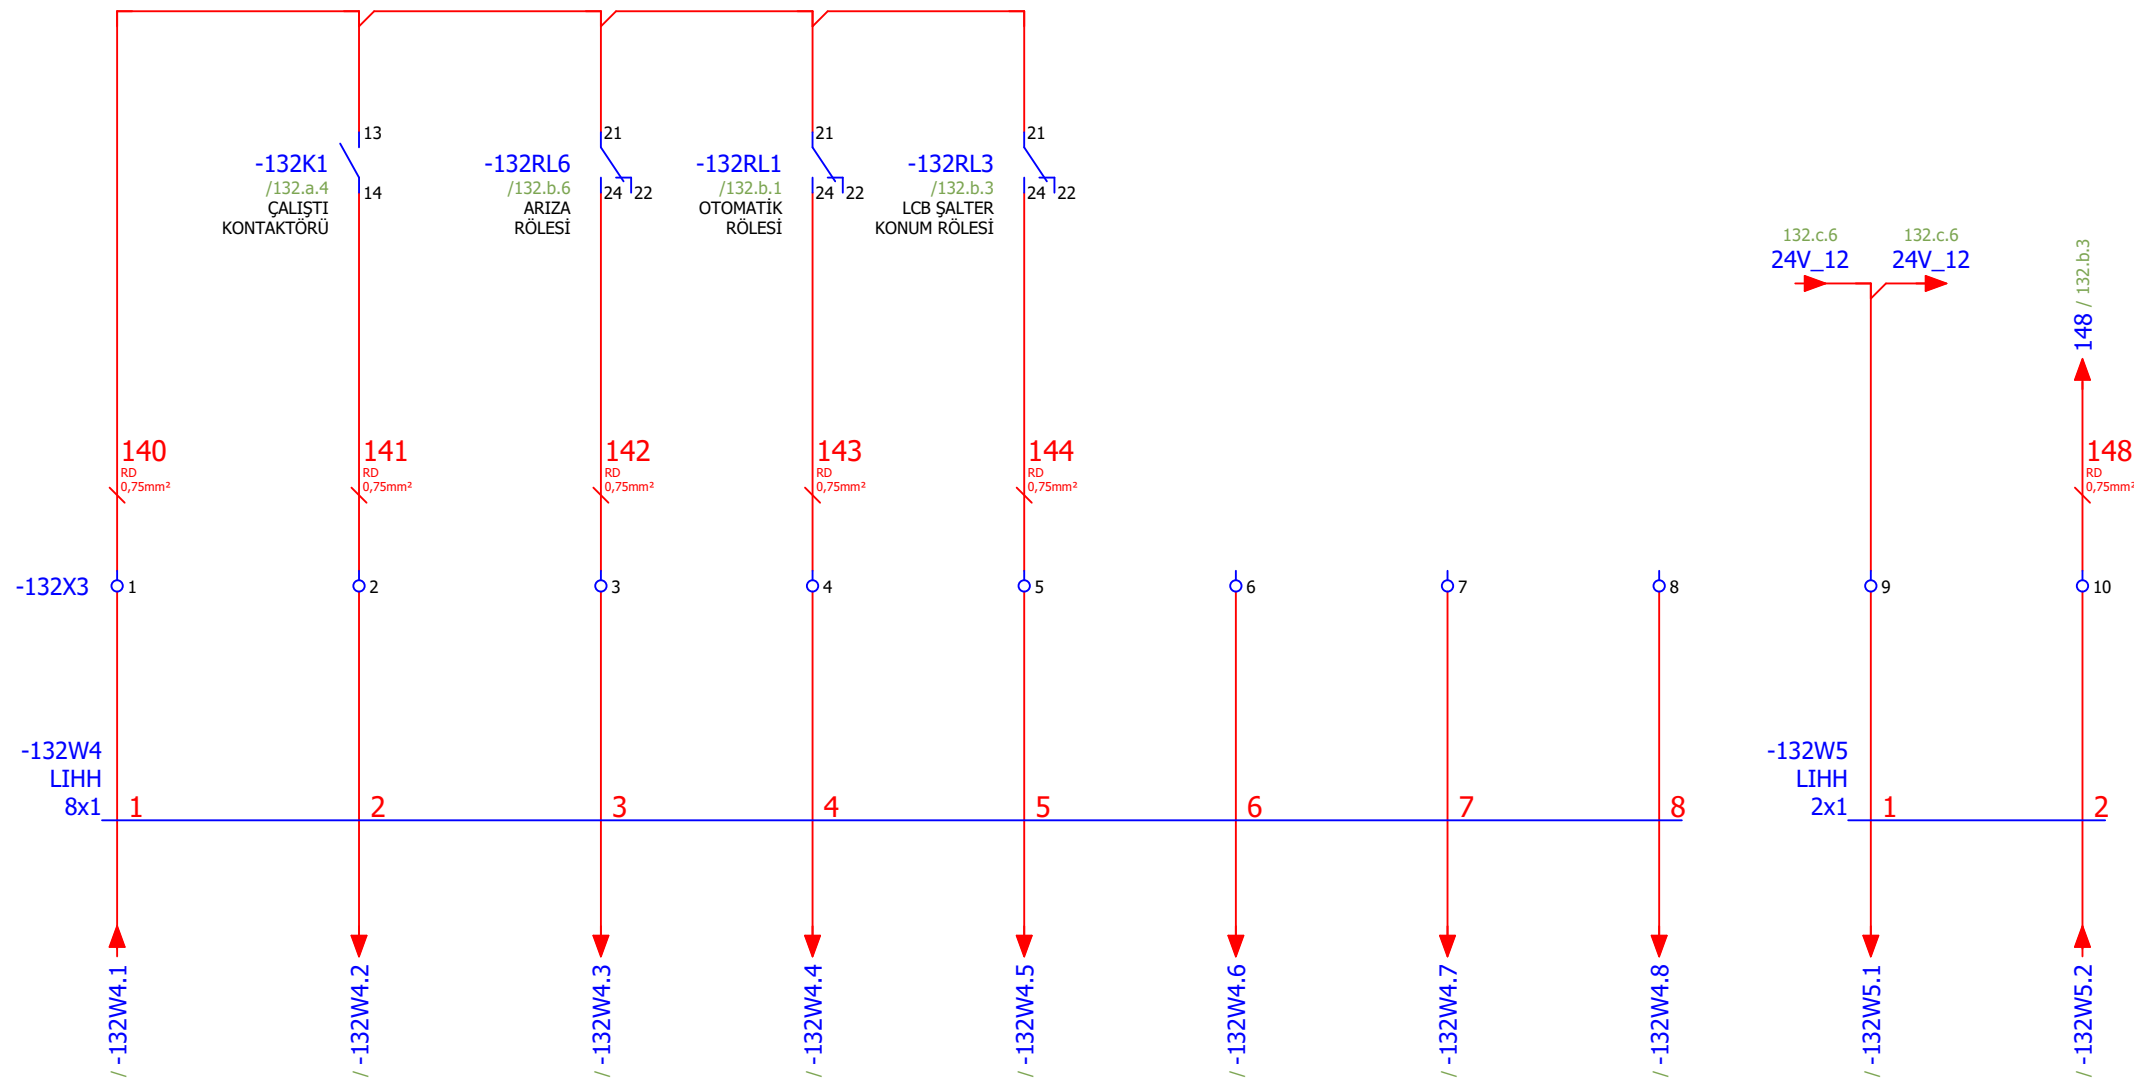 13
-132K1
/132.a.4
14
ÇALIŞTI
KONTAKTÖRÜ
21
-132RL6
/132.b.6
24 22
ARIZA
RÖLESİ
21
-132RL1
/132.b.1
24 22
OTOMATİK
RÖLESİ
21
-132RL3
/132.b.3
24 22
LCB ŞALTER
KONUM RÖLESİ
132.c.6
24V_12
132.c.6
24V_12
148 / 132.b.3
140
RD
0,75mm²
141
RD
0,75mm²
142
RD
0,75mm²
143
RD
0,75mm²
144
RD
0,75mm²
148
RD
0,75mm²
-132X3 1 2 3 4 5 6 7 8 9 10
-132W4
LIHH
8x1 1 2 3 4 5 6 7 8
-132W5
LIHH
2x1 1 2
/ -132W4.1
/ -132W4.2
/ -132W4.3
/ -132W4.4
/ -132W4.5
/ -132W4.6
/ -132W4.7
/ -132W4.8
/ -132W5.1
/ -132W5.2